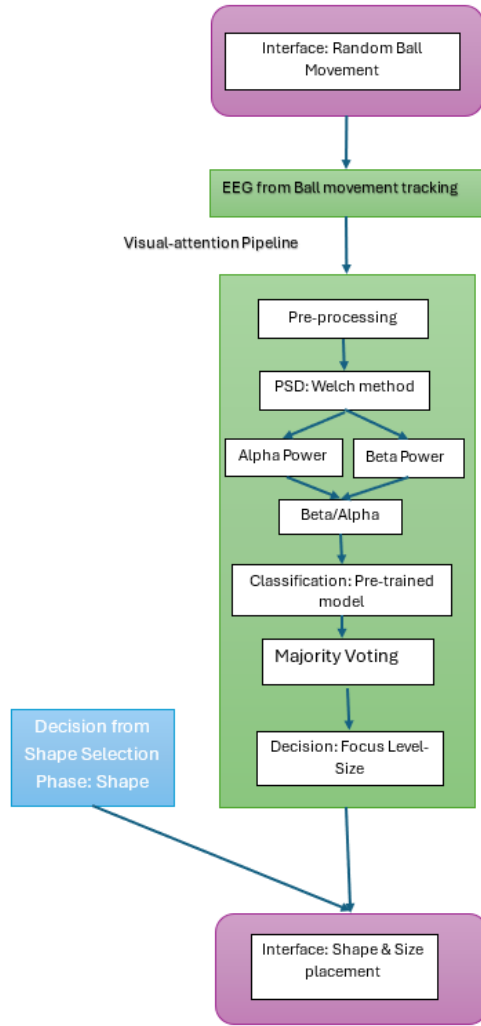 Interface: Random Ball
Movement
EEG from Ball movement tracking
Visual-attention Pipeline
Pre-processing
PSD: Welch method
Alpha Power
Beta Power
Beta/Alpha
Classification: Pre-trained
model
Majority Voting
Decision from
Shape Selection
Phase: Shape
Decision: Focus Level-
Size
Interface: Shape & Size
placement